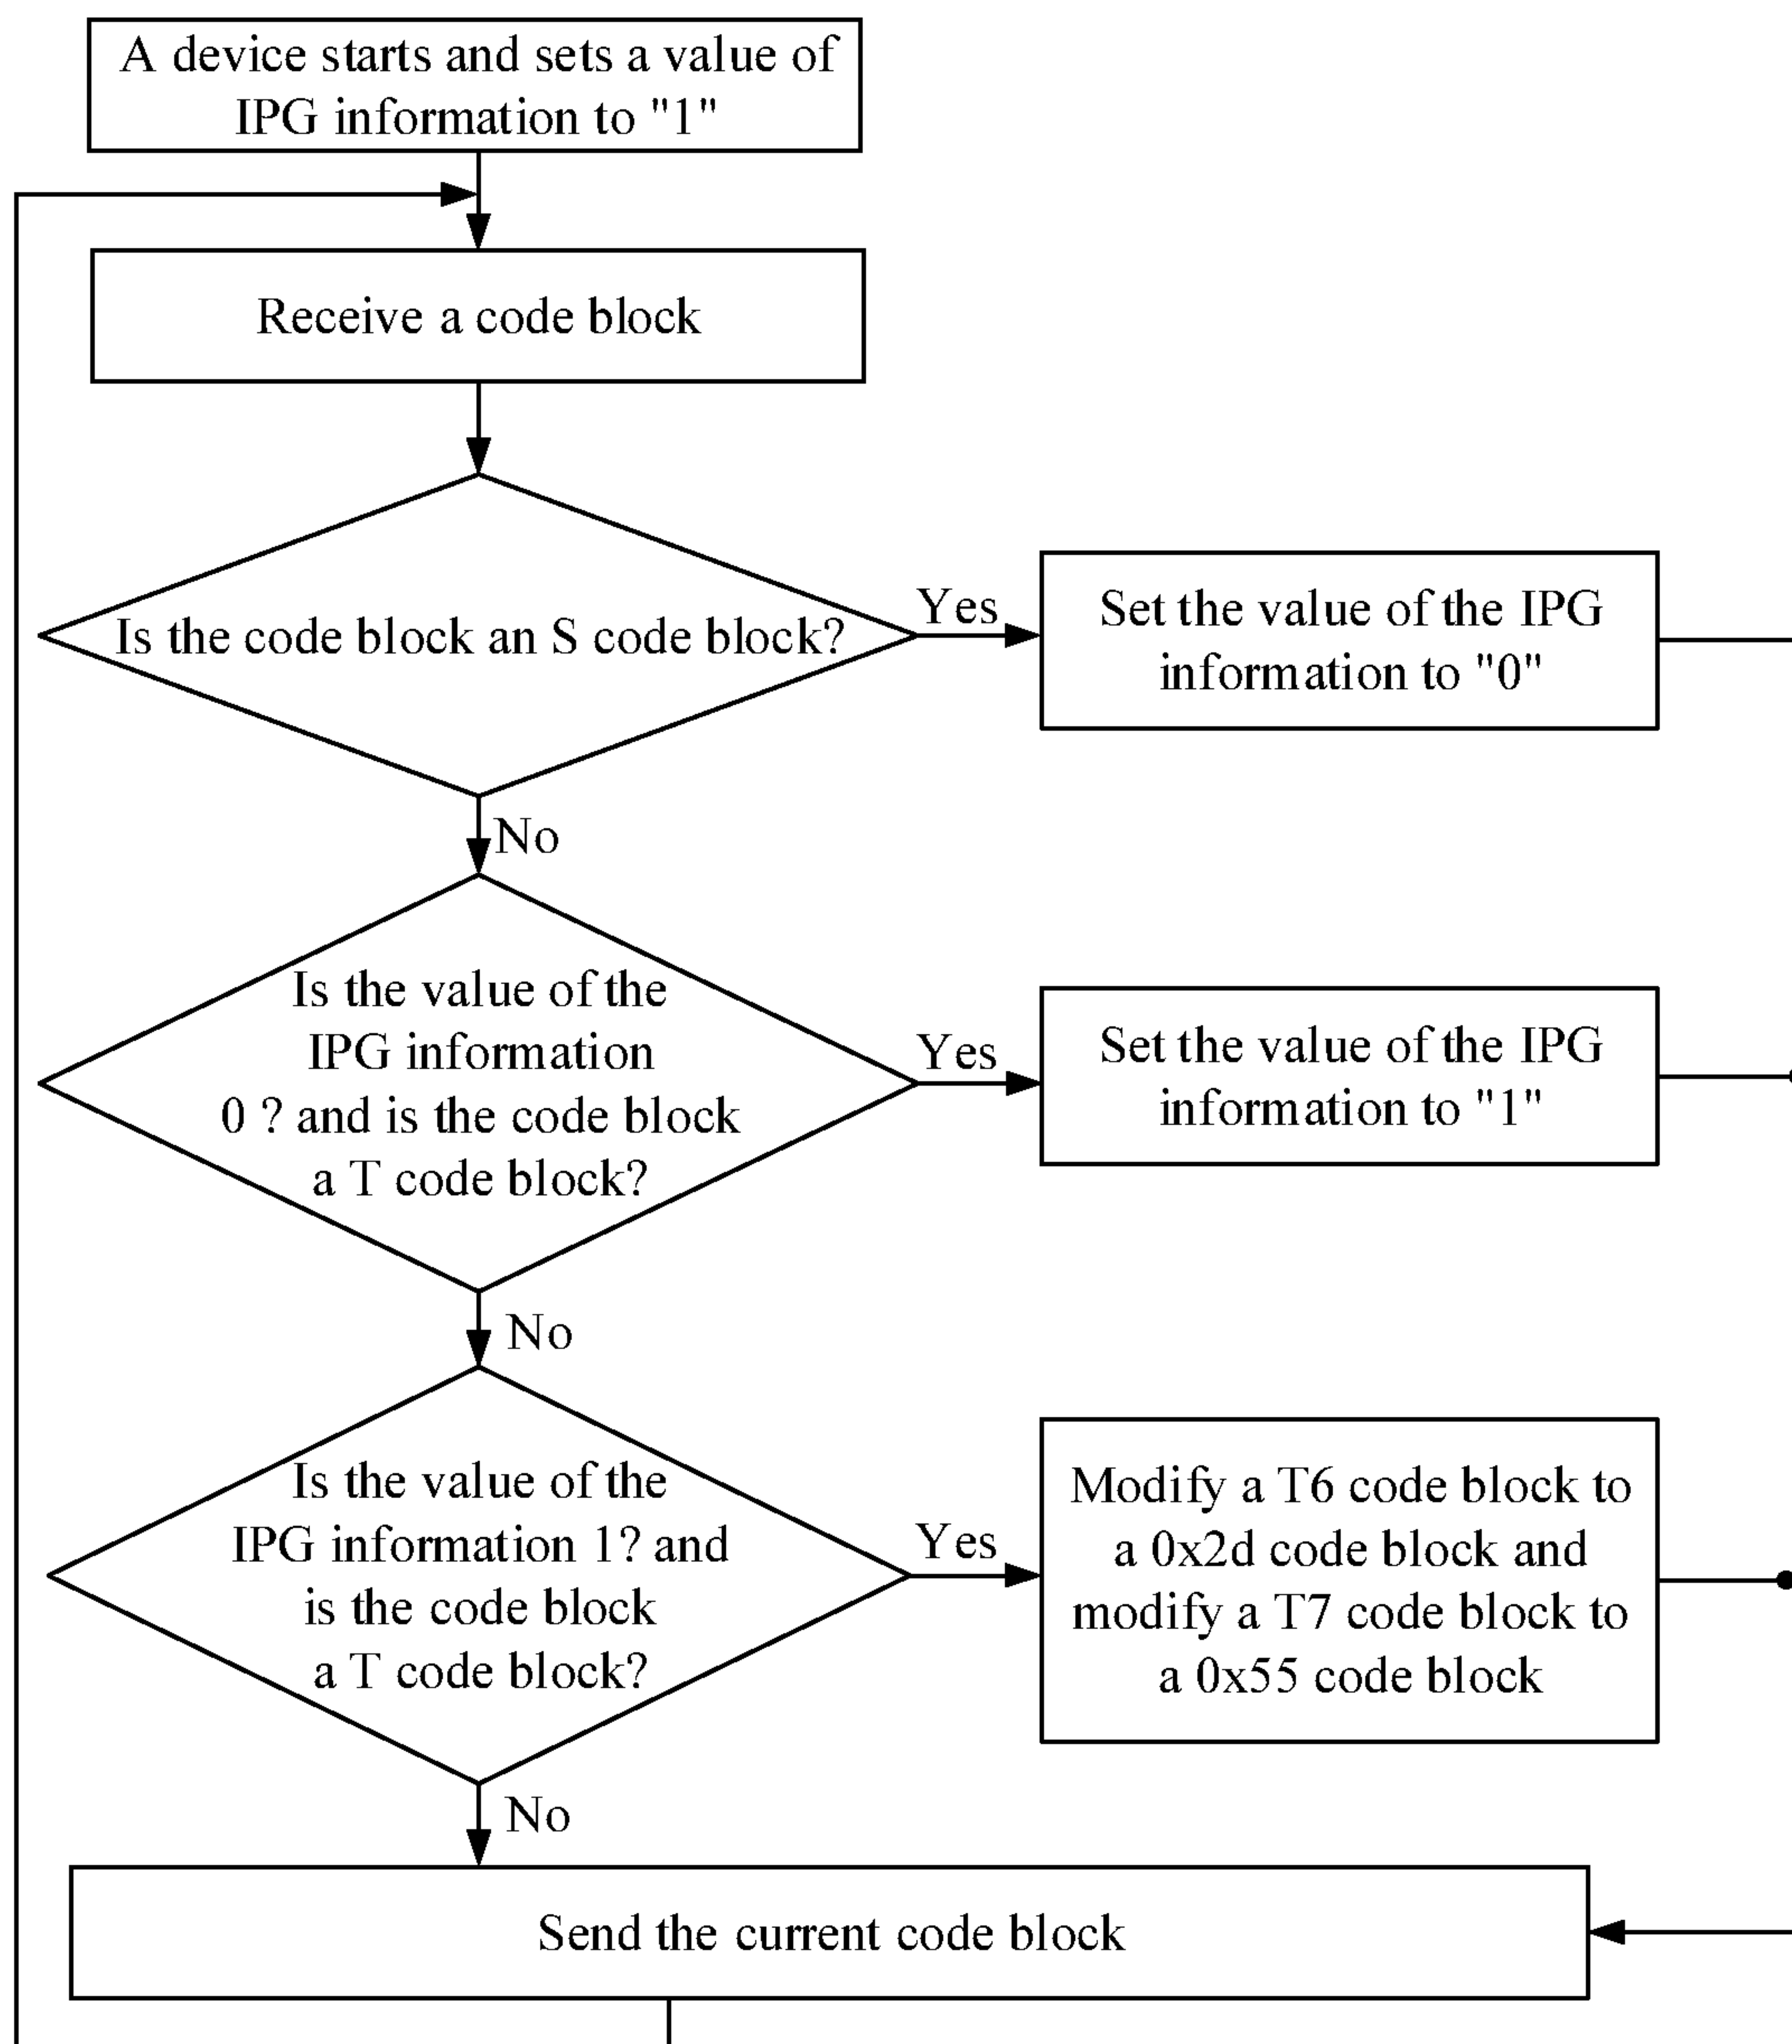 A device starts and sets a value of
IPG information to "1"
Receive a code block
Is the code block an S code block?
Yes
Set the value of the IPG
information to "0"
No
Is the value of the
IPG information
0 ? and is the code block
a T code block?
Yes
Set the value of the IPG
information to "1"
No
Is the value of the
IPG information 1? and
is the code block
a T code block?
Yes
Modify a T6 code block to
a 0x2d code block and
modify a T7 code block to
a 0x55 code block
No
Send the current code block